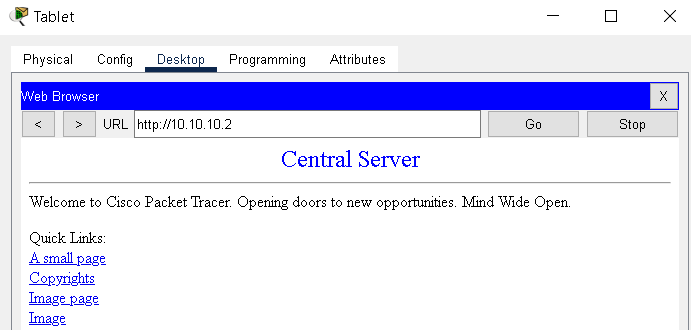 Tablet
Physical Config Desktop Programming Attributes
Web Browser X
< > URL http://10.10.10.2 Go Stop
Central Server
Welcome to Cisco Packet Tracer. Opening doors to new opportunities. Mind Wide Open.
Quick Links:
A small page
Copyrights
Image page
Image